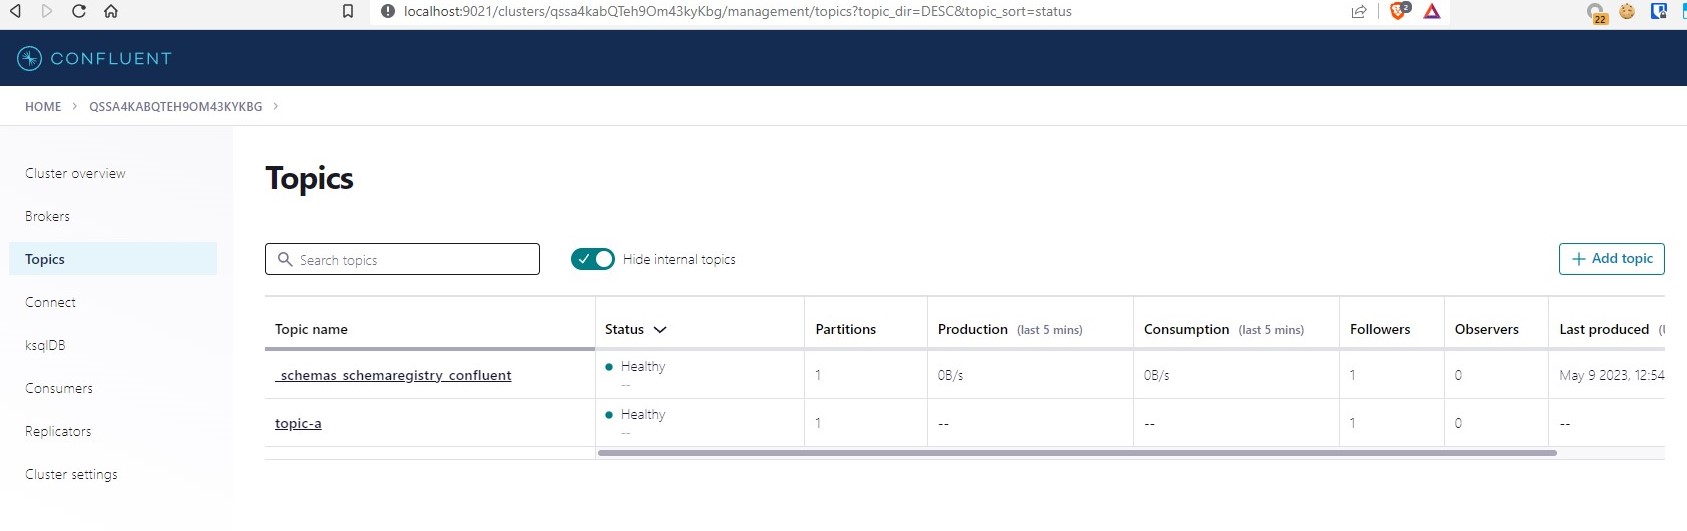 localhost:9021/clusters/qssa4kabQTeh9Om43kyKbg/management/topics?topic_dir=DESC&topic_sort=status
2
22
CONFLUENT
HOME > QSSA4KABQTEH9OM43KYKBG >
Cluster overview
Brokers
Topics
Connect
ksqlDB
Consumers
Replicators
Cluster settings
Topics
Search topics
Hide internal topics
+ Add topic
Topic name Status Partitions Production (last 5 mins) Consumption (last 5 mins) Followers Observers Last produced
_schemas_schemaregistry_confluent Healthy 1 0B/s 0B/s 1 0 May 9 2023, 12:54
--
topic-a Healthy 1 -- -- 1 0 --
--